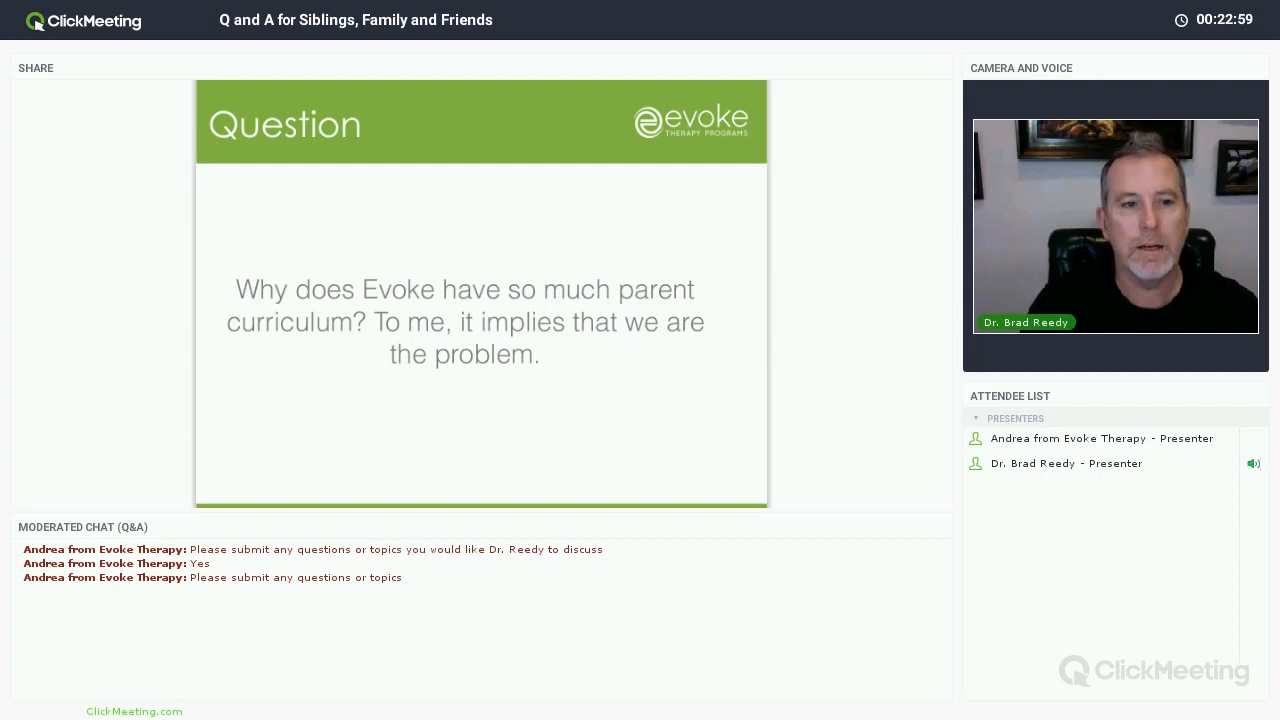 ClickMeeting
Q and A for Siblings, Family and Friends
00:22:59
SHARE
Question
evoke
THERAPY PROGRAMS
Why does Evoke have so much parent
curriculum? To me, it implies that we are
the problem.
CAMERA AND VOICE
Dr. Brad Reedy
ATTENDEE LIST
PRESENTERS
Andrea from Evoke Therapy - Presenter
Dr. Brad Reedy - Presenter
MODERATED CHAT (Q&A)
Andrea from Evoke Therapy: Please submit any questions or topics you would like Dr. Reedy to discuss
Andrea from Evoke Therapy: Yes
Andrea from Evoke Therapy: Please submit any questions or topics
ClickMeeting
ClickMeeting.com